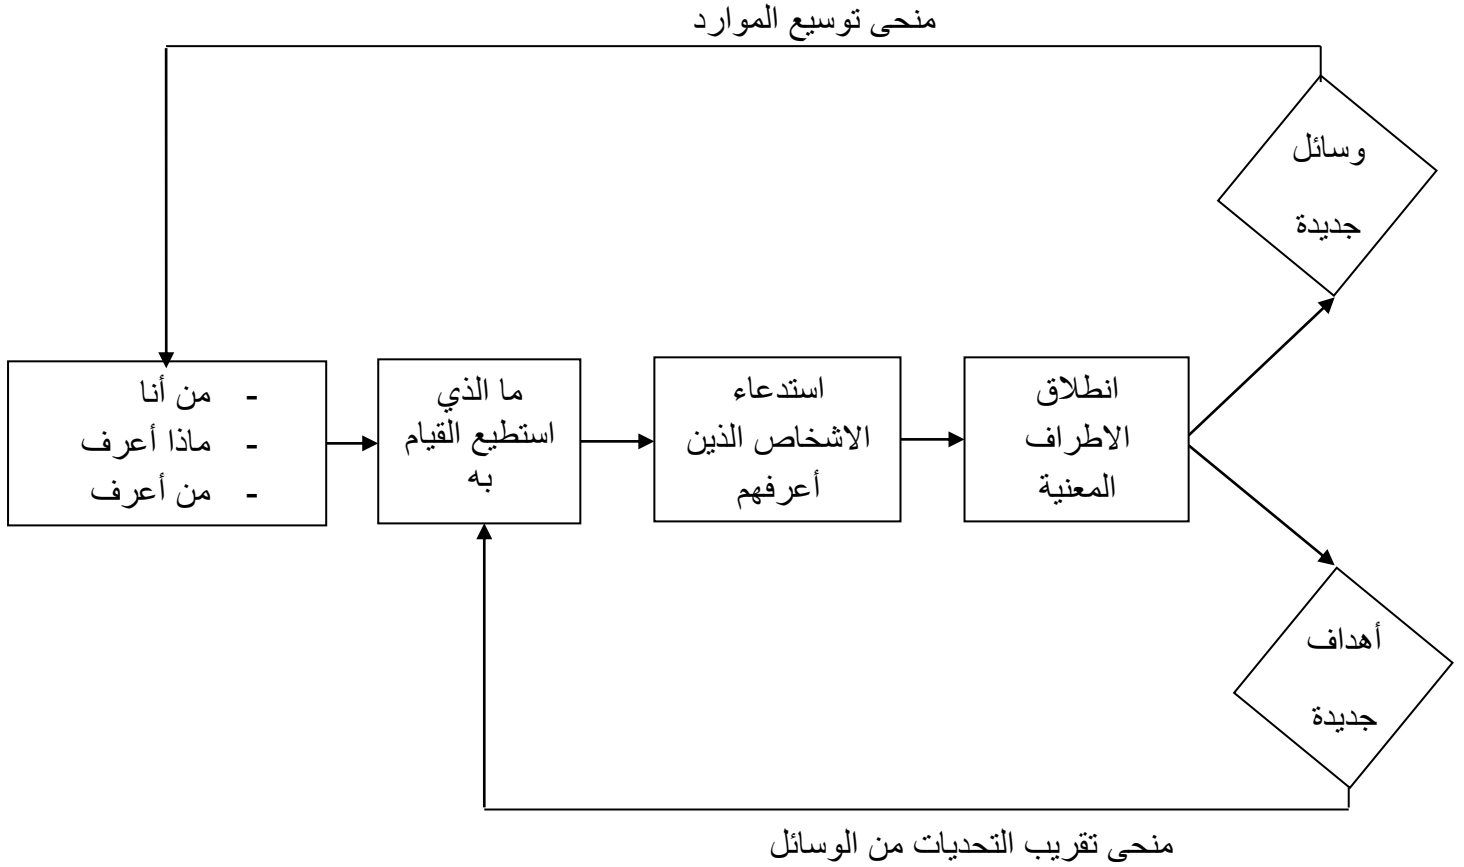 منحى توسيع الموارد
وسائل
جديدة
- من أنا
- ماذا أعرف
- من أعرف
ما الذي
استطيع القيام
به
استدعاء
الاشخاص الذين
أعرفهم
انطلاق
الاطراف
المعنية
أهداف
جديدة
منحى تقريب التحديات من الوسائل